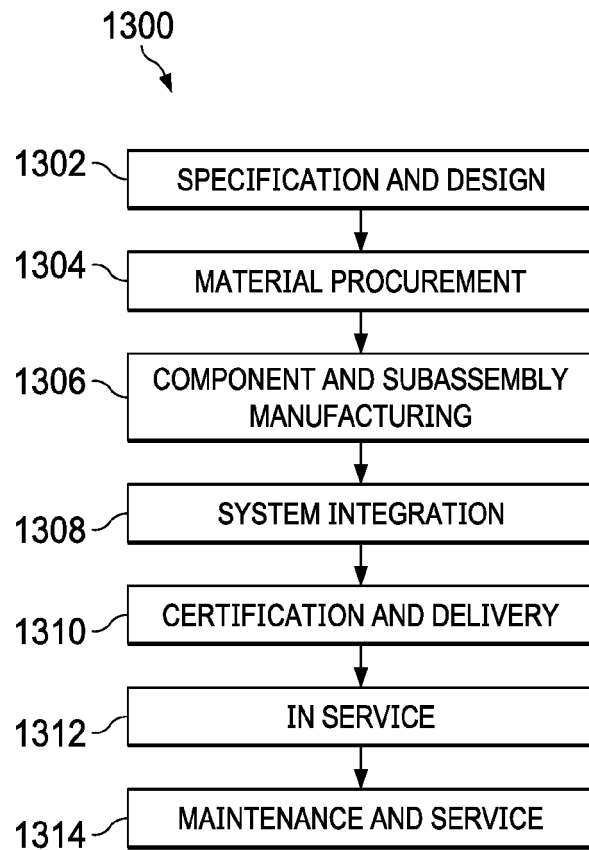 1300
1302
SPECIFICATION AND DESIGN
1304
MATERIAL PROCUREMENT
1306
COMPONENT AND SUBASSEMBLY
MANUFACTURING
1308
SYSTEM INTEGRATION
1310
CERTIFICATION AND DELIVERY
1312
IN SERVICE
1314
MAINTENANCE AND SERVICE